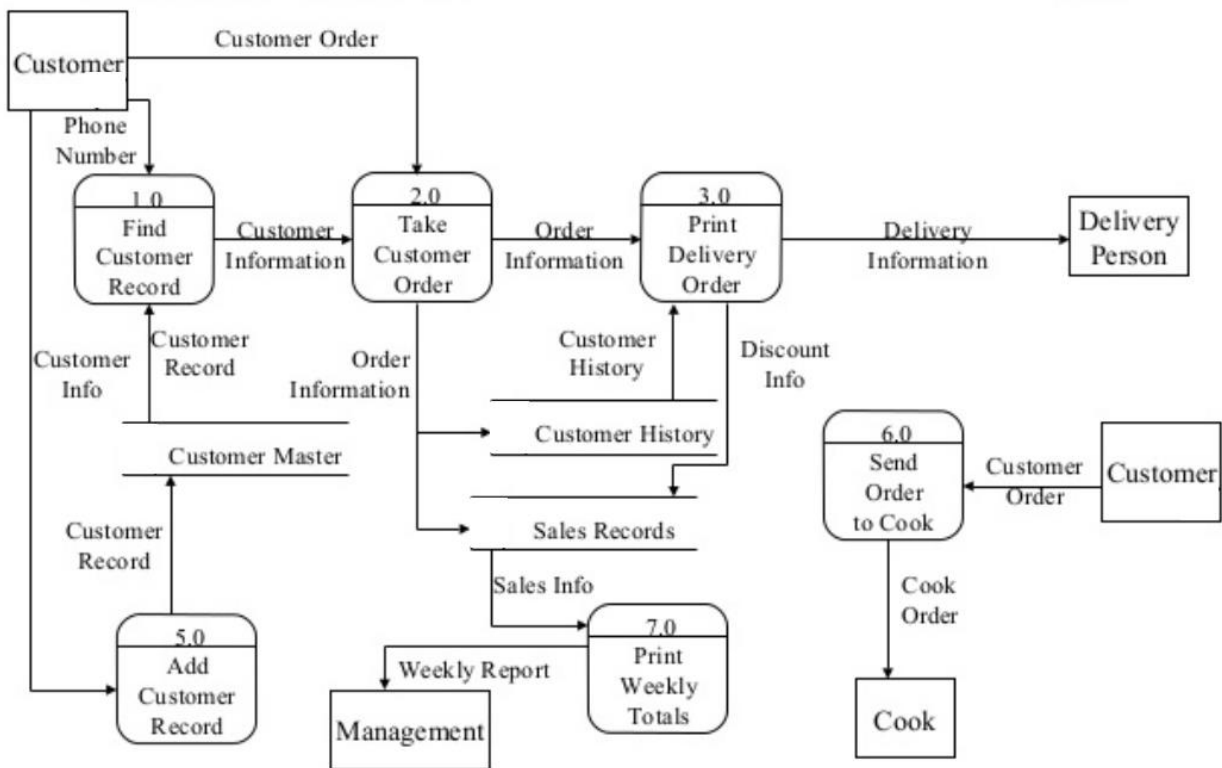 Customer
Customer Order
Phone
Number
1.0
Find
Customer
Record
Customer
Information
2.0
Take
Customer
Order
Order
Information
3.0
Print
Delivery
Order
Delivery
Information
Delivery
Person
Customer
Info
Customer
Record
Order
Information
Customer
History
Discount
Info
Customer Master
Customer History
Sales Records
6.0
Send
Order
to Cook
Customer
Order
Customer
Customer
Record
Sales Info
Cook
Order
5.0
Add
Customer
Record
Weekly Report
7.0
Print
Weekly
Totals
Management
Cook